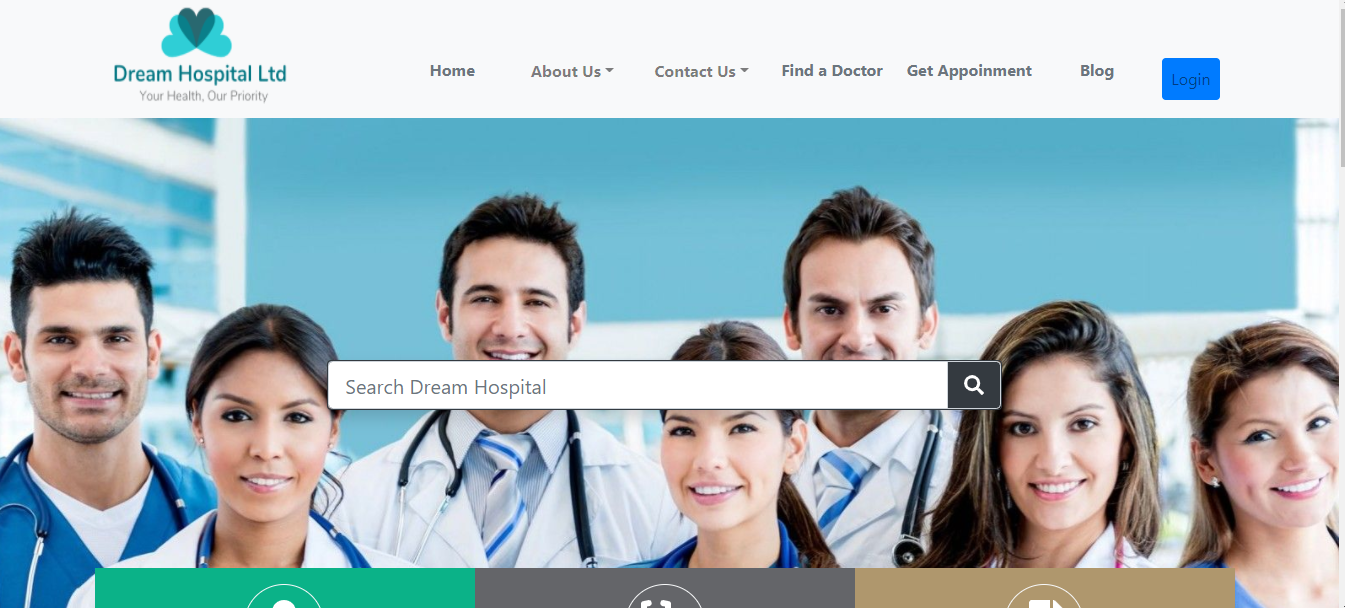 Dream Hospital Ltd
Your Health, Our Priority
Home
About Us
Contact Us
Find a Doctor
Get Appoinment
Blog
Login
Search Dream Hospital